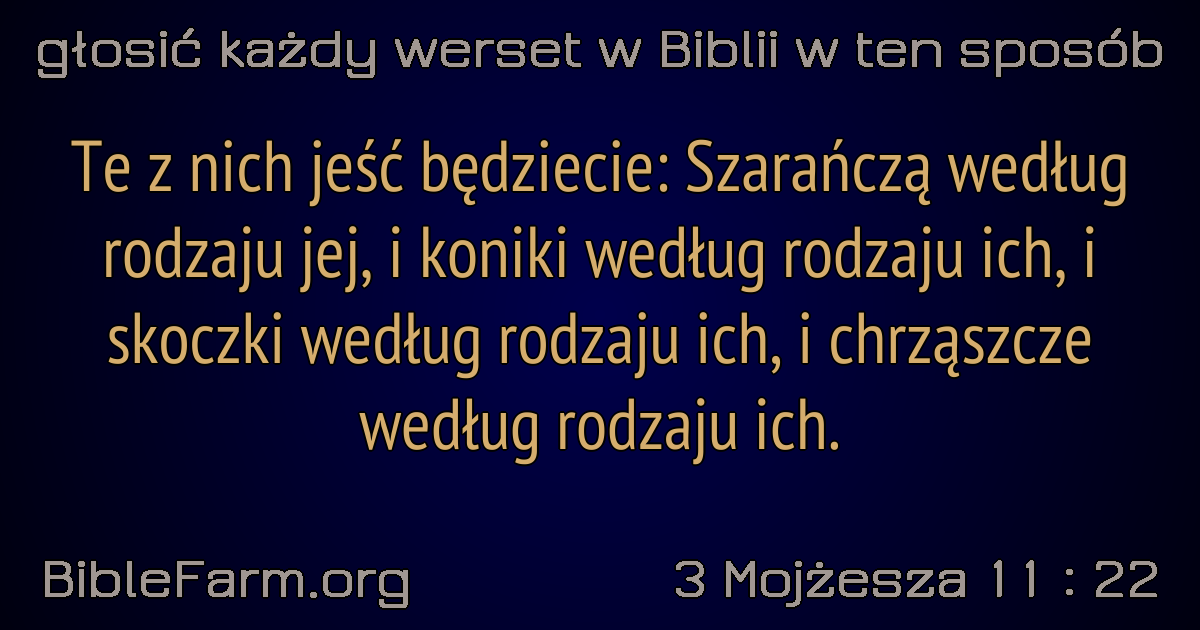 głosić każdy werset w Biblii w ten sposób
Te z nich jeść będziecie: Szarańczą według
rodzaju jej, i koniki według rodzaju ich, i
skoczki według rodzaju ich, i chrząszcze
według rodzaju ich.
BibleFarm.org
3 Mojżesza 11 : 22